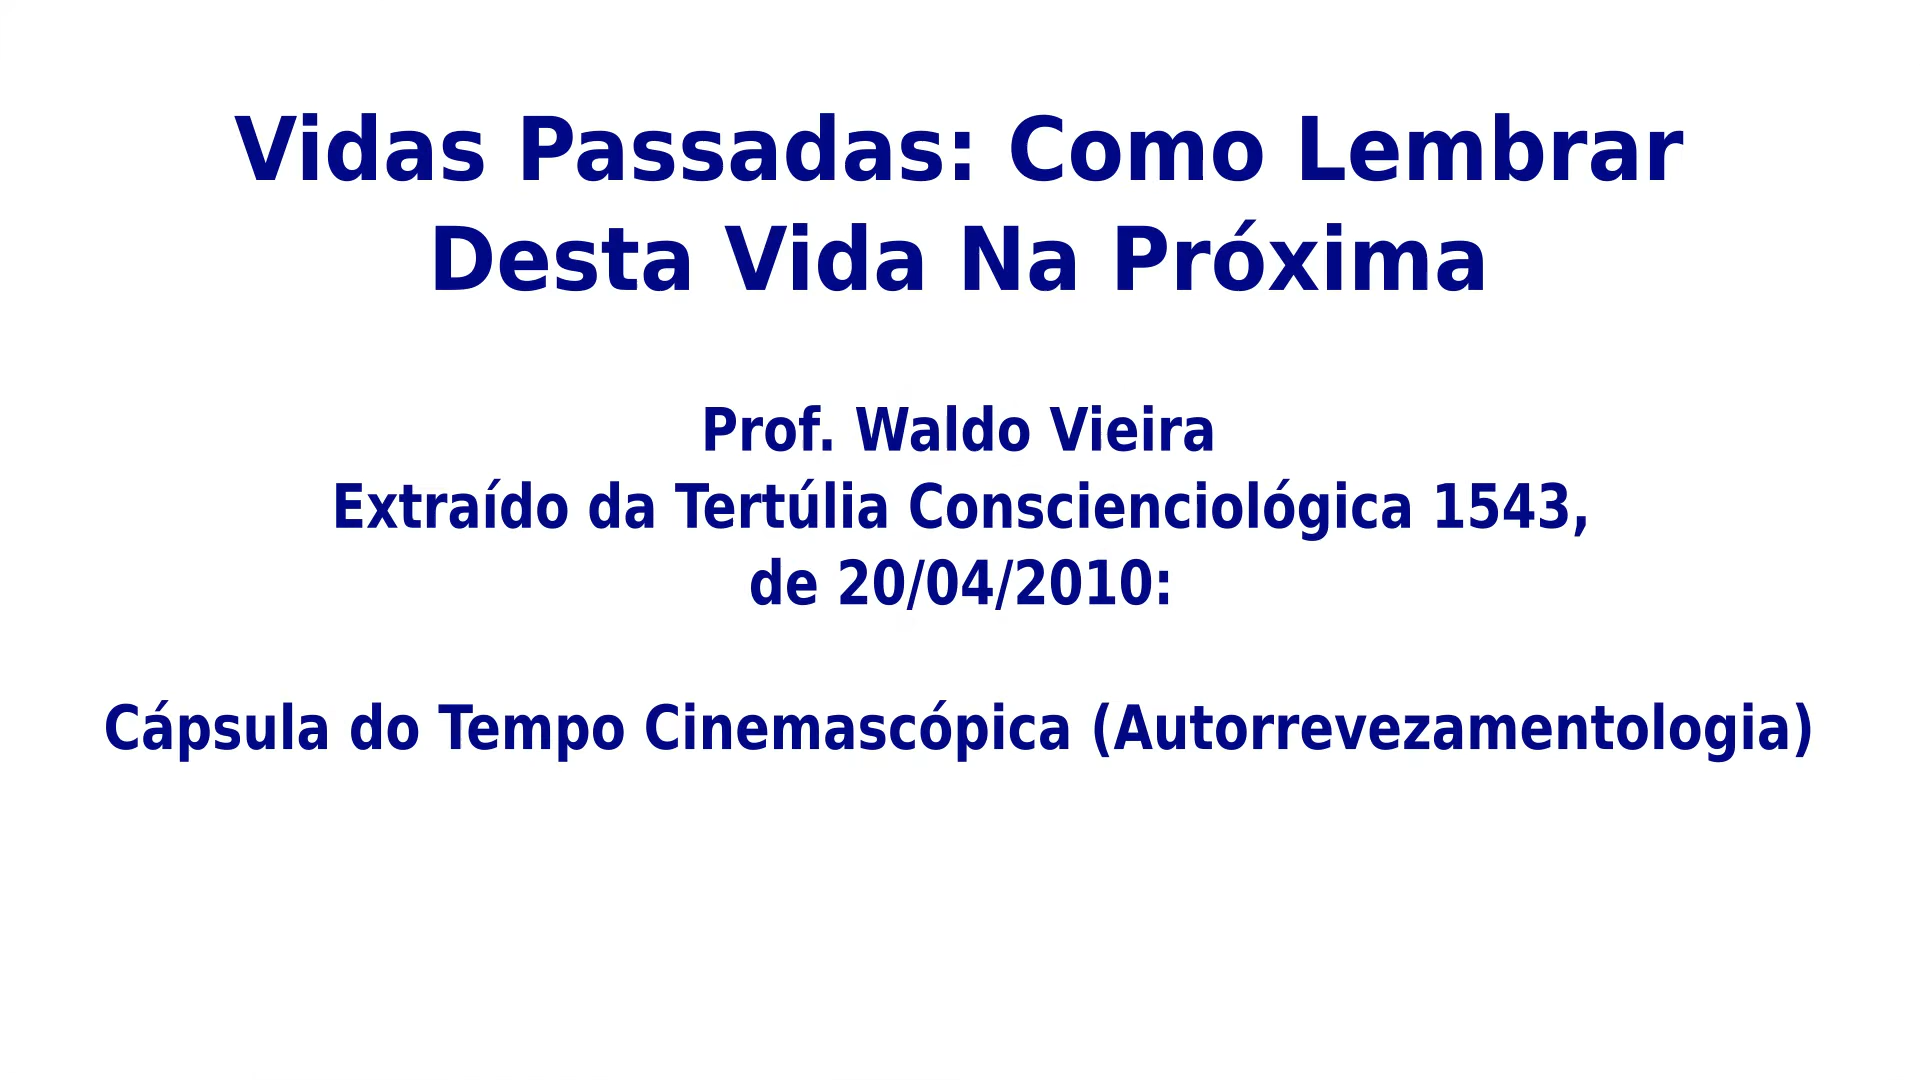 Vidas Passadas: Como Lembrar
Desta Vida Na Próxima
Prof. Waldo Vieira
Extraído da Tertúlia Conscienciológica 1543,
de 20/04/2010:
Cápsula do Tempo Cinemascópica (Autorrevezamentologia)